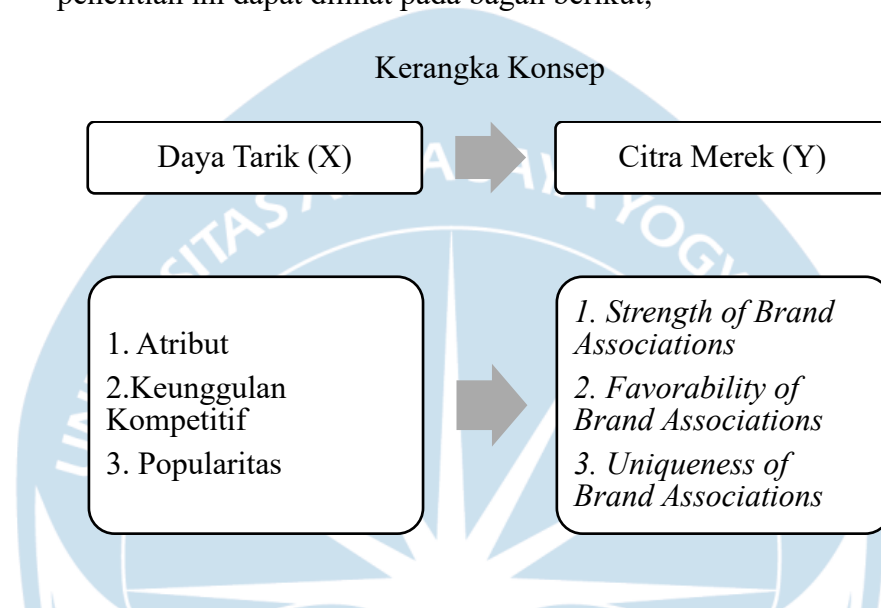 penelitian ini dapat dilihat pada bagan berikut;
Kerangka Konsep
Daya Tarik (X)
Citra Merek (Y)
1. Atribut
2.Keunggulan
Kompetitif
3. Popularitas
1. Strength of Brand
Associations
2. Favorability of
Brand Associations
3. Uniqueness of
Brand Associations